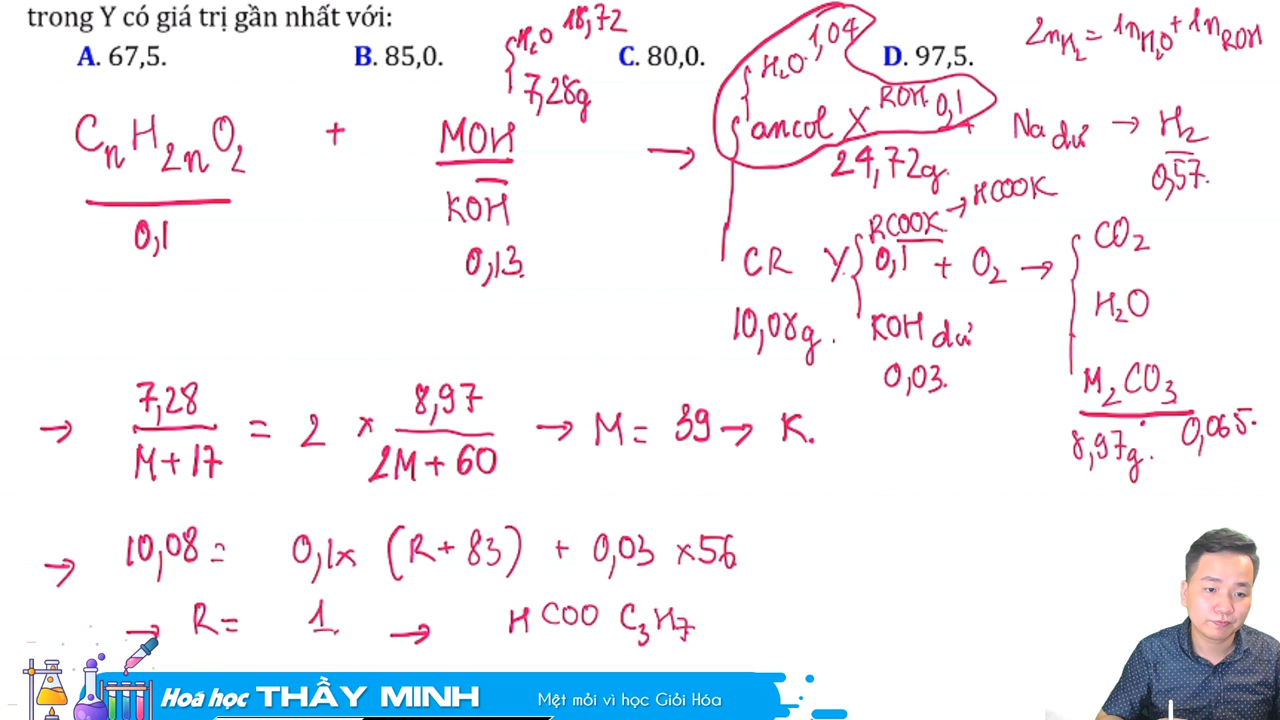 trong Y có giá trị gần nhất với:
A. 67,5. B. 85,0. C. 80,0. D. 97,5.
H2O 18,72
7,28g
H2O 1,04
2nH2 = 1nH2O + 1nROH
CnH2nO2 + MOH → ancol X ROH 0,1 + Na dư → H2
0,1
KOH
0,13.
24,72g.
0,57.
RCOOK → HCOOK
CR Y 0,1 + O2 → CO2
H2O
10,08g. KOH dư
0,03.
M2CO3
8,97g. 0,065.
→ 7,28 / M+17 = 2 × 8,97 / 2M+60 → M = 39 → K.
→ 10,08 = 0,1× (R+83) + 0,03 ×56
→ R = 1 → HCOO C3H7
Hoá học THẦY MINH Mệt mỏi vì học Giỏi Hóa